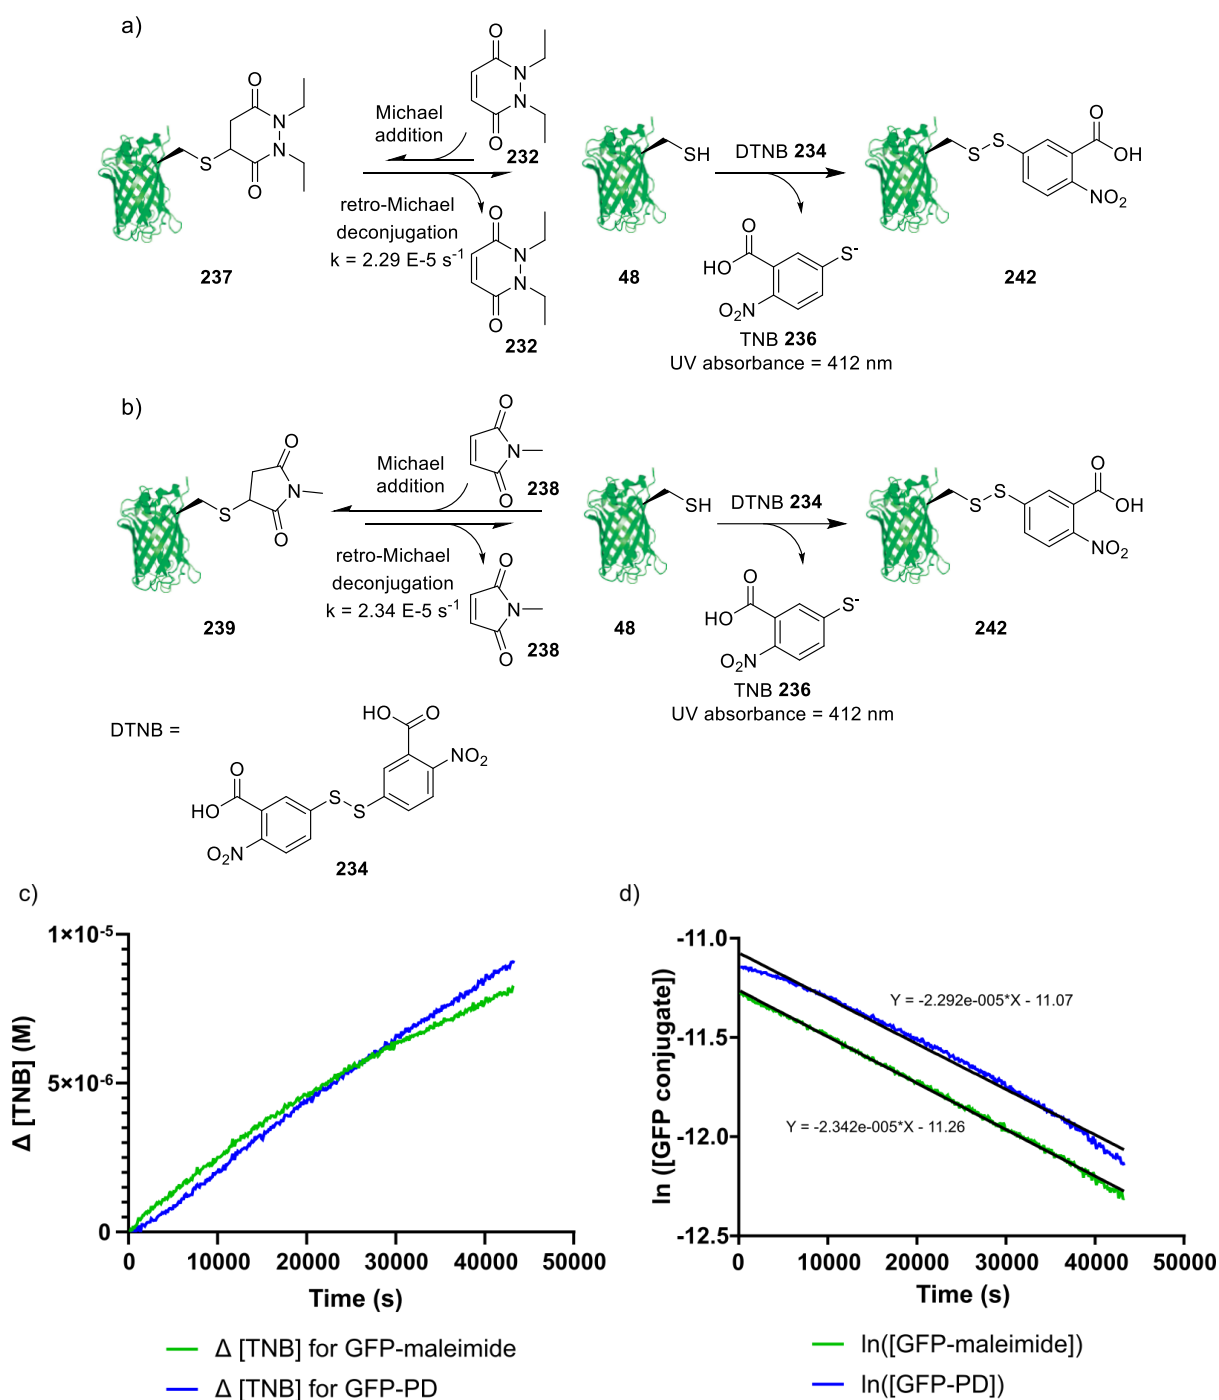 a)
O
N
N
O
S
237
Michael
addition
O
N
N
O
232
retro-Michael
deconjugation
k = 2.29 E-5 s⁻¹
O
N
N
O
232
SH
48
DTNB 234
O
HO
S⁻
O₂N
TNB 236
UV absorbance = 412 nm
S
S
O
OH
NO₂
242
b)
O
N
O
S
239
Michael
addition
O
N
O
238
retro-Michael
deconjugation
k = 2.34 E-5 s⁻¹
O
N
O
238
SH
48
DTNB 234
O
HO
S⁻
O₂N
TNB 236
UV absorbance = 412 nm
S
S
O
OH
NO₂
242
DTNB =
HO
O
NO₂
S
S
O
HO
O₂N
234
c)
1×10⁻⁵
5×10⁻⁶
0
Δ [TNB] (M)
0 10000 20000 30000 40000 50000
Time (s)
Δ [TNB] for GFP-maleimide
Δ [TNB] for GFP-PD
d)
-11.0
-11.5
-12.0
-12.5
ln ([GFP conjugate])
Y = -2.292e-005*X - 11.07
Y = -2.342e-005*X - 11.26
0 10000 20000 30000 40000 50000
Time (s)
ln([GFP-maleimide])
ln([GFP-PD])